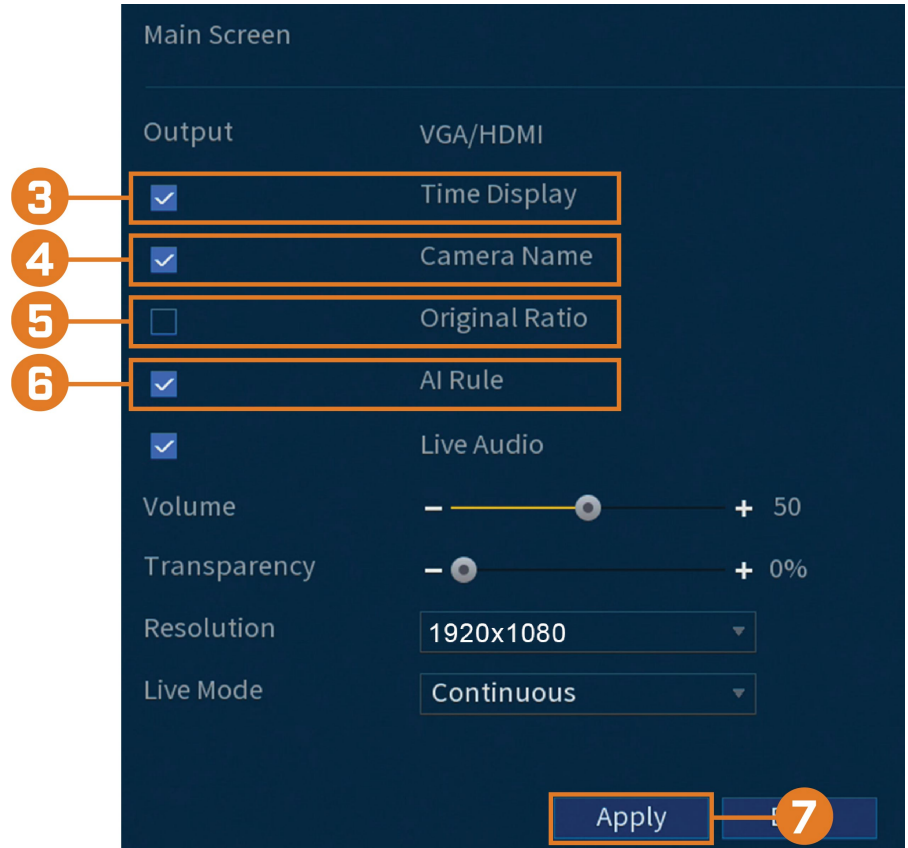 Main Screen
Output VGA/HDMI
3 Time Display
4 Camera Name
5 Original Ratio
6 AI Rule
Live Audio
Volume - + 50
Transparency - + 0%
Resolution 1920x1080
Live Mode Continuous
Apply 7